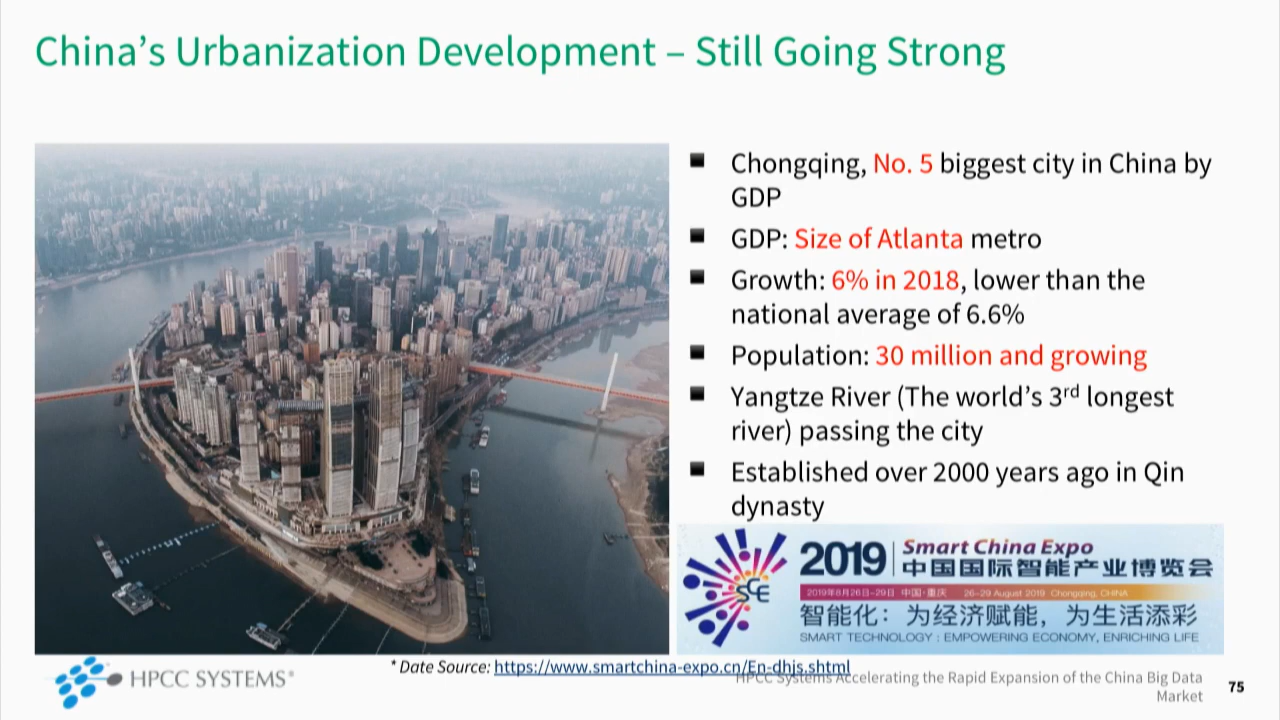 China's Urbanization Development – Still Going Strong
■ Chongqing, No. 5 biggest city in China by
GDP
■ GDP: Size of Atlanta metro
■ Growth: 6% in 2018, lower than the
national average of 6.6%
■ Population: 30 million and growing
■ Yangtze River (The world's 3rd longest
river) passing the city
■ Established over 2000 years ago in Qin
dynasty
SCE
2019
Smart China Expo
中国国际智能产业博览会
2019年8月26日-29日 中国·重庆 26-29 August 2019 Chongqing, CHINA
智能化：为经济赋能，为生活添彩
SMART TECHNOLOGY : EMPOWERING ECONOMY, ENRICHING LIFE
* Date Source: https://www.smartchina-expo.cn/En-dhjs.shtml
HPCC SYSTEMS®
HPCC Systems Accelerating the Rapid Expansion of the China Big Data
Market
75